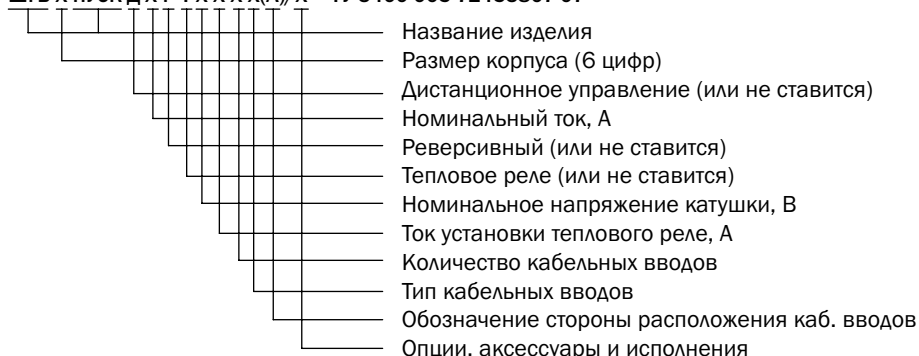 Название изделия
Размер корпуса (6 цифр)
Дистанционное управление (или не ставится)
Номинальный ток, А
Реверсивный (или не ставится)
Тепловое реле (или не ставится)
Номинальное напряжение катушки, В
Ток установки теплового реле, А
Количество кабельных вводов
Тип кабельных вводов
Обозначение стороны расположения каб. вводов
Опции, аксессуары и исполнения